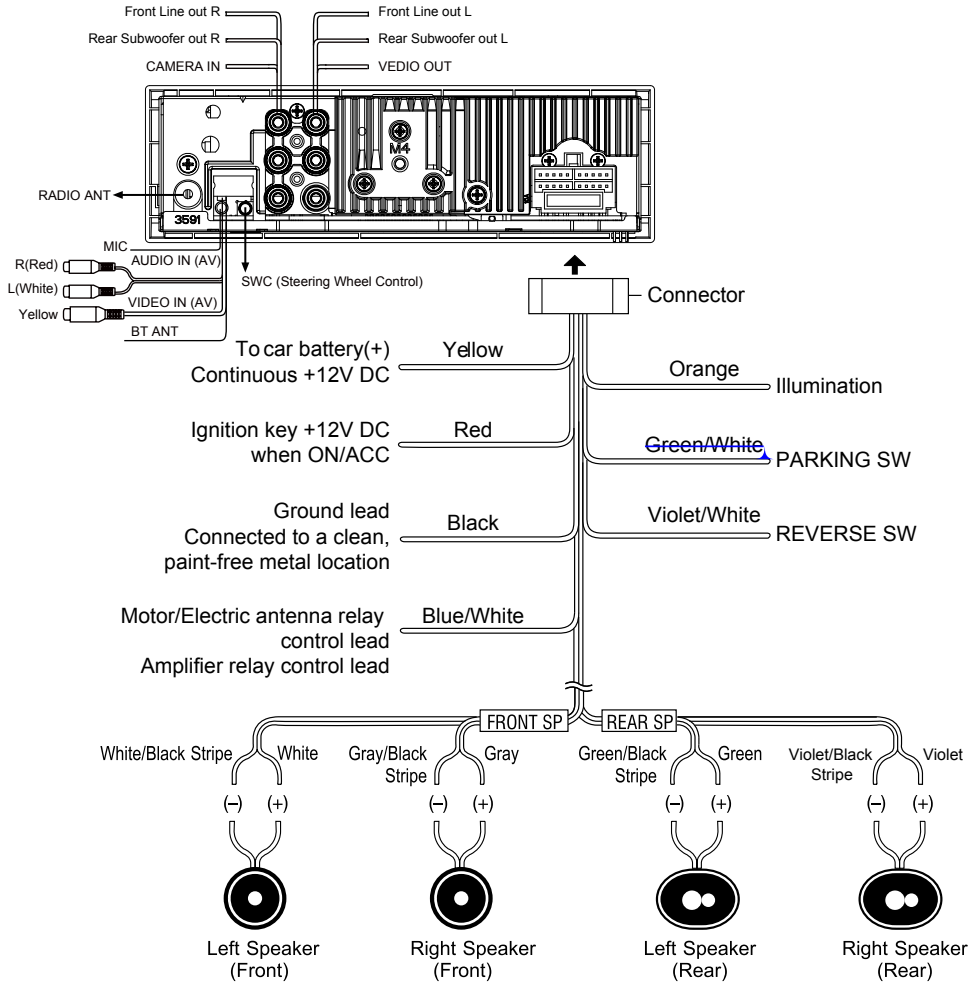 Front Line out R
Front Line out L
Rear Subwoofer out R
Rear Subwoofer out L
CAMERA IN
VEDIO OUT
M4
RADIO ANT
3591
MIC
AUDIO IN (AV)
R(Red)
L(White)
SWC (Steering Wheel Control)
VIDEO IN (AV)
Yellow
BT ANT
Connector
To car battery(+)
Continuous +12V DC
Yellow
Orange
Illumination
Ignition key +12V DC
when ON/ACC
Red
Green/White
PARKING SW
Ground lead
Connected to a clean,
paint-free metal location
Black
Violet/White
REVERSE SW
Motor/Electric antenna relay
control lead
Amplifier relay control lead
Blue/White
FRONT SP
REAR SP
White/Black Stripe
White
Gray/Black
Stripe
Gray
Green/Black
Stripe
Green
Violet/Black
Stripe
Violet
(–)
(+)
(–)
(+)
(–)
(+)
(–)
(+)
Left Speaker
(Front)
Right Speaker
(Front)
Left Speaker
(Rear)
Right Speaker
(Rear)